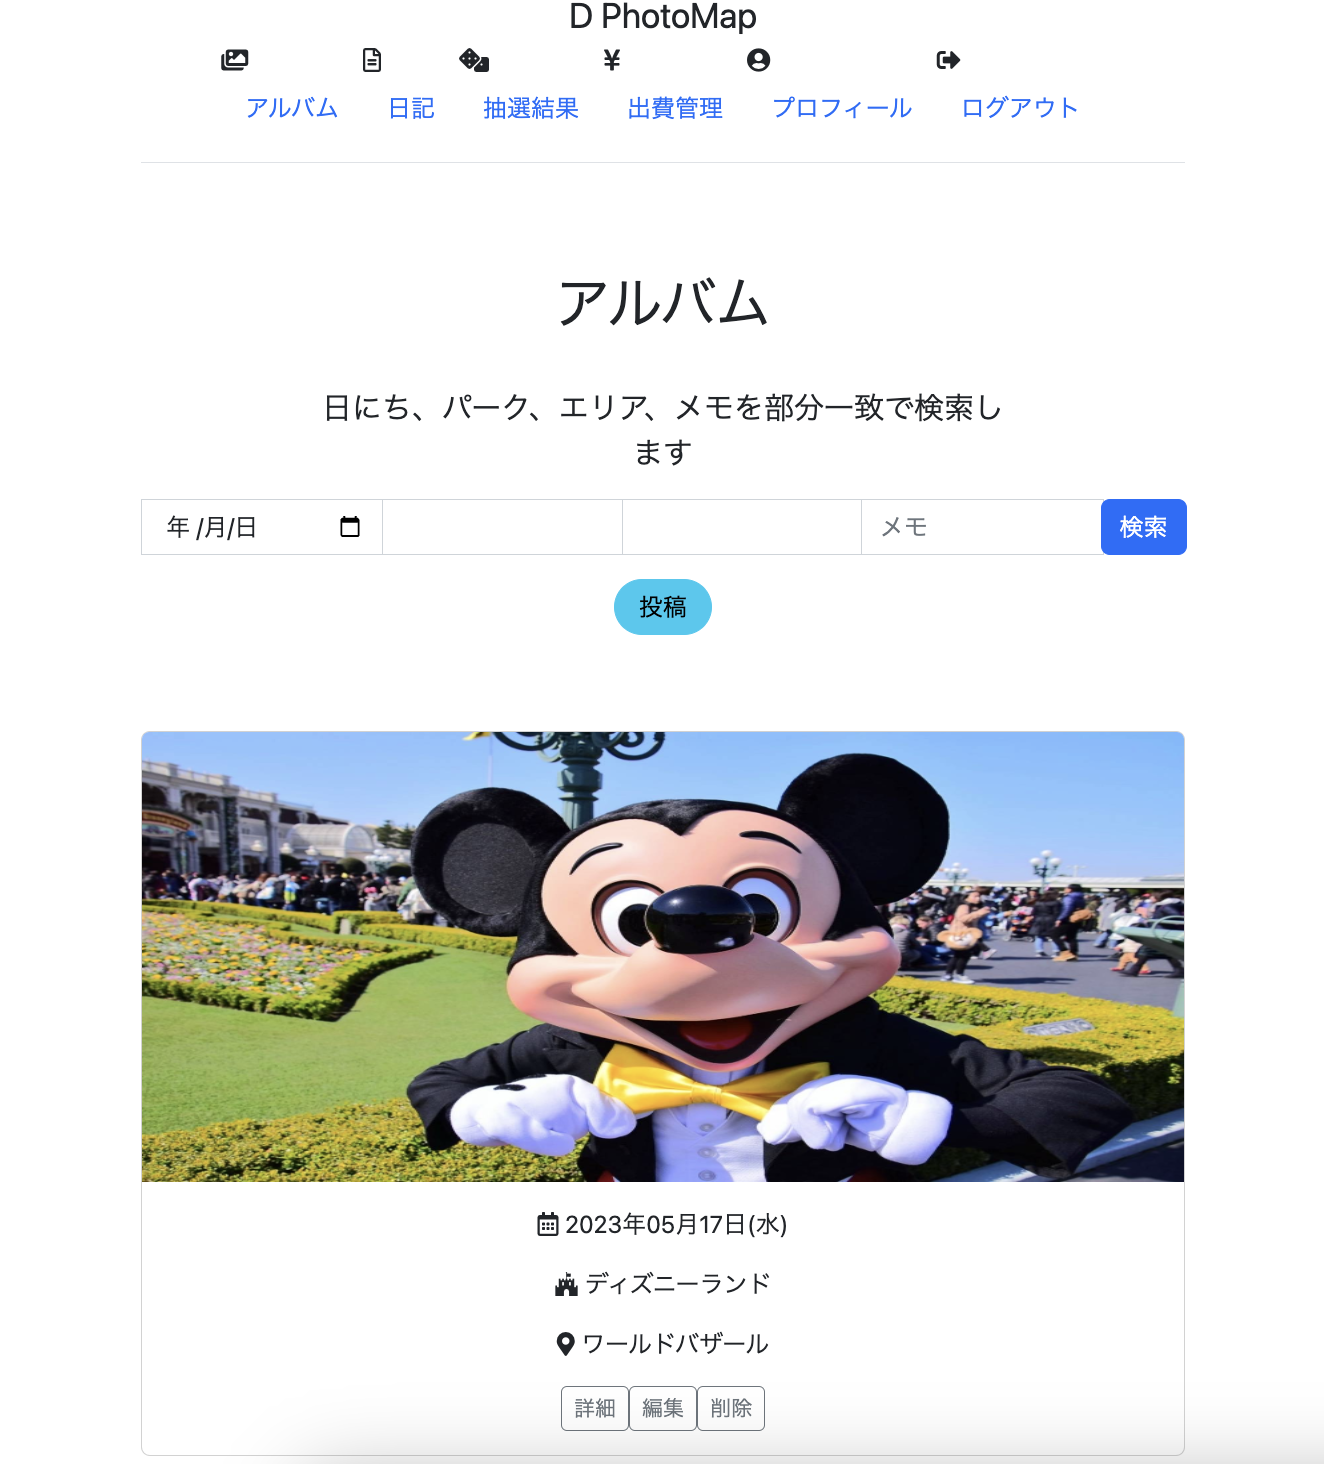 D PhotoMap
アルバム 日記 抽選結果 出費管理 プロフィール ログアウト
アルバム
日にち、パーク、エリア、メモを部分一致で検索し
ます
年 /月/日 メモ 検索
投稿
2023年05月17日(水)
ディズニーランド
ワールドバザール
詳細 編集 削除